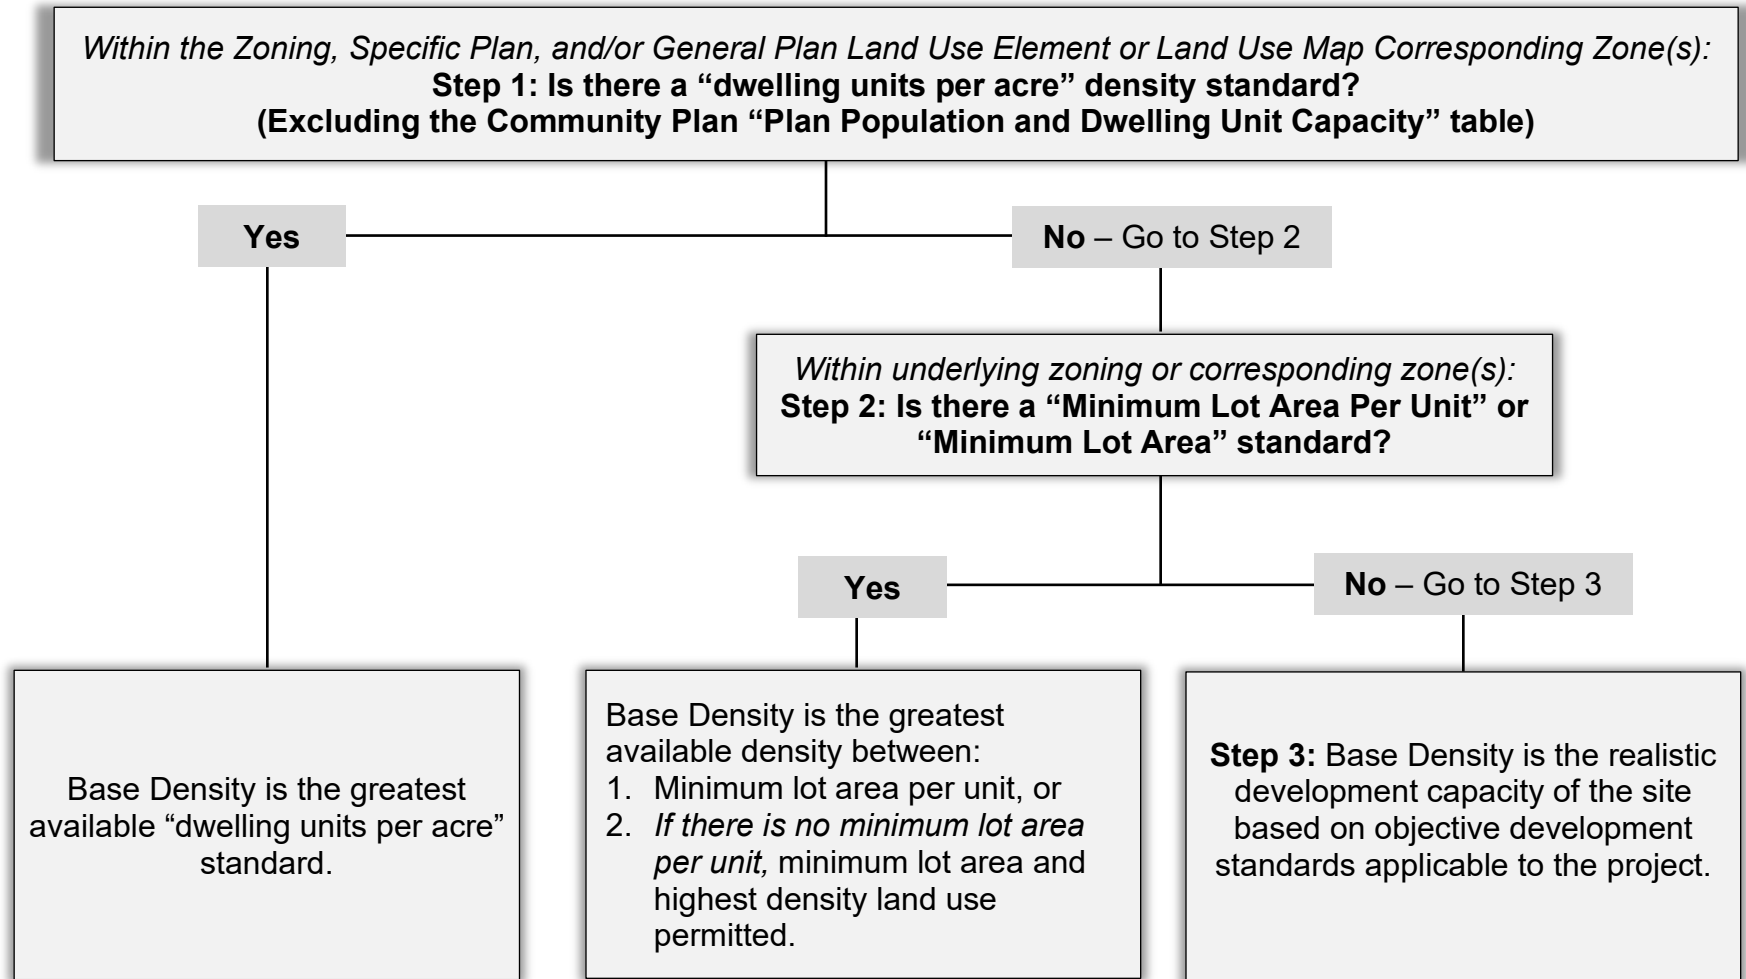 Within the Zoning, Specific Plan, and/or General Plan Land Use Element or Land Use Map Corresponding Zone(s):
Step 1: Is there a “dwelling units per acre” density standard?
(Excluding the Community Plan “Plan Population and Dwelling Unit Capacity” table)
Yes
No – Go to Step 2
Within underlying zoning or corresponding zone(s):
Step 2: Is there a “Minimum Lot Area Per Unit” or
“Minimum Lot Area” standard?
Yes
No – Go to Step 3
Base Density is the greatest
available “dwelling units per acre”
standard.
Base Density is the greatest
available density between:
1. Minimum lot area per unit, or
2. If there is no minimum lot area
per unit, minimum lot area and
highest density land use
permitted.
Step 3: Base Density is the realistic
development capacity of the site
based on objective development
standards applicable to the project.